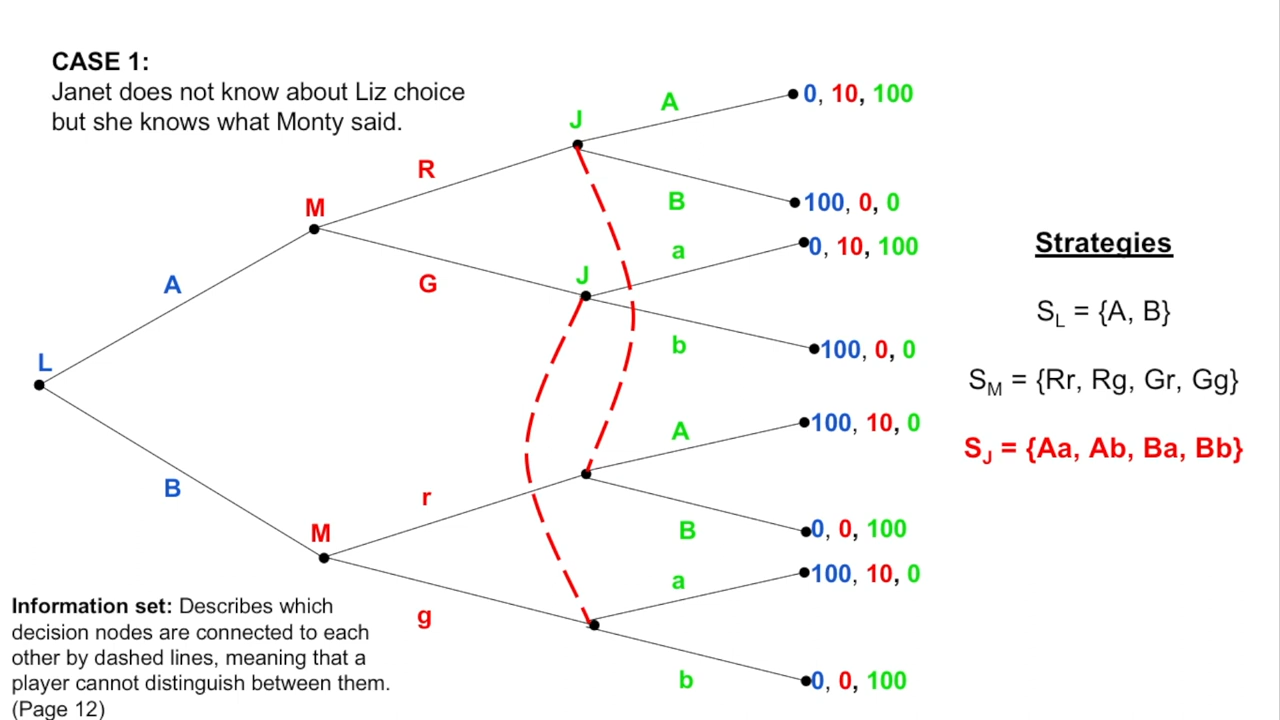 CASE 1:
Janet does not know about Liz choice
but she knows what Monty said.
A
0, 10, 100
J
R
B
100, 0, 0
M
Strategies
a
0, 10, 100
A
G
J
S_L = {A, B}
b
100, 0, 0
L
S_M = {Rr, Rg, Gr, Gg}
A
100, 10, 0
S_J = {Aa, Ab, Ba, Bb}
B
r
M
B
0, 0, 100
a
100, 10, 0
Information set: Describes which
decision nodes are connected to each
other by dashed lines, meaning that a
player cannot distinguish between them.
(Page 12)
g
b
0, 0, 100